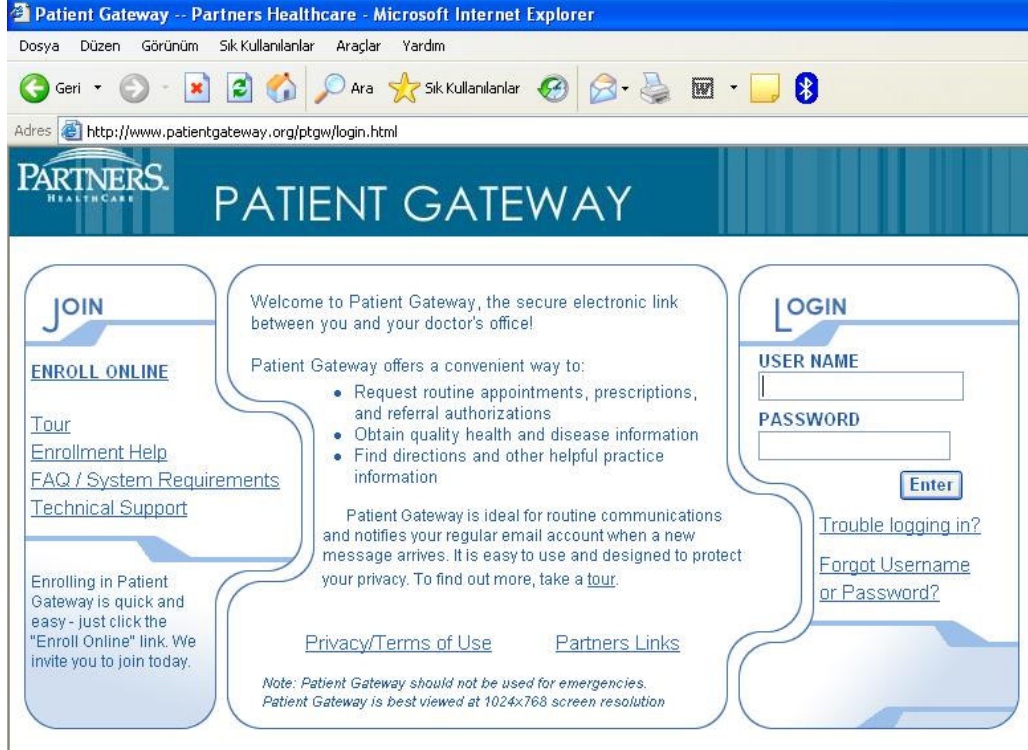 Patient Gateway -- Partners Healthcare - Microsoft Internet Explorer
Dosya Düzen Görünüm Sık Kullanılanlar Araçlar Yardım
Geri Ara Sık Kullanılanlar
Adres http://www.patientgateway.org/ptgw/login.html
PARTNERS.
HEALTHCARE
PATIENT GATEWAY
JOIN
ENROLL ONLINE
Tour
Enrollment Help
FAQ / System Requirements
Technical Support
Enrolling in Patient
Gateway is quick and
easy - just click the
"Enroll Online" link. We
invite you to join today.
Welcome to Patient Gateway, the secure electronic link
between you and your doctor's office!
Patient Gateway offers a convenient way to:
• Request routine appointments, prescriptions,
and referral authorizations
• Obtain quality health and disease information
• Find directions and other helpful practice
information
Patient Gateway is ideal for routine communications
and notifies your regular email account when a new
message arrives. It is easy to use and designed to protect
your privacy. To find out more, take a tour.
Privacy/Terms of Use Partners Links
Note: Patient Gateway should not be used for emergencies.
Patient Gateway is best viewed at 1024x768 screen resolution
LOGIN
USER NAME
PASSWORD
Enter
Trouble logging in?
Forgot Username
or Password?